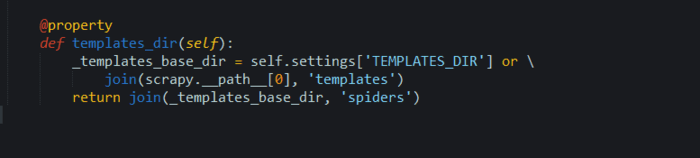 @property
def templates_dir(self):
    _templates_base_dir = self.settings['TEMPLATES_DIR'] or \
        join(scrapy.__path__[0], 'templates')
    return join(_templates_base_dir, 'spiders')